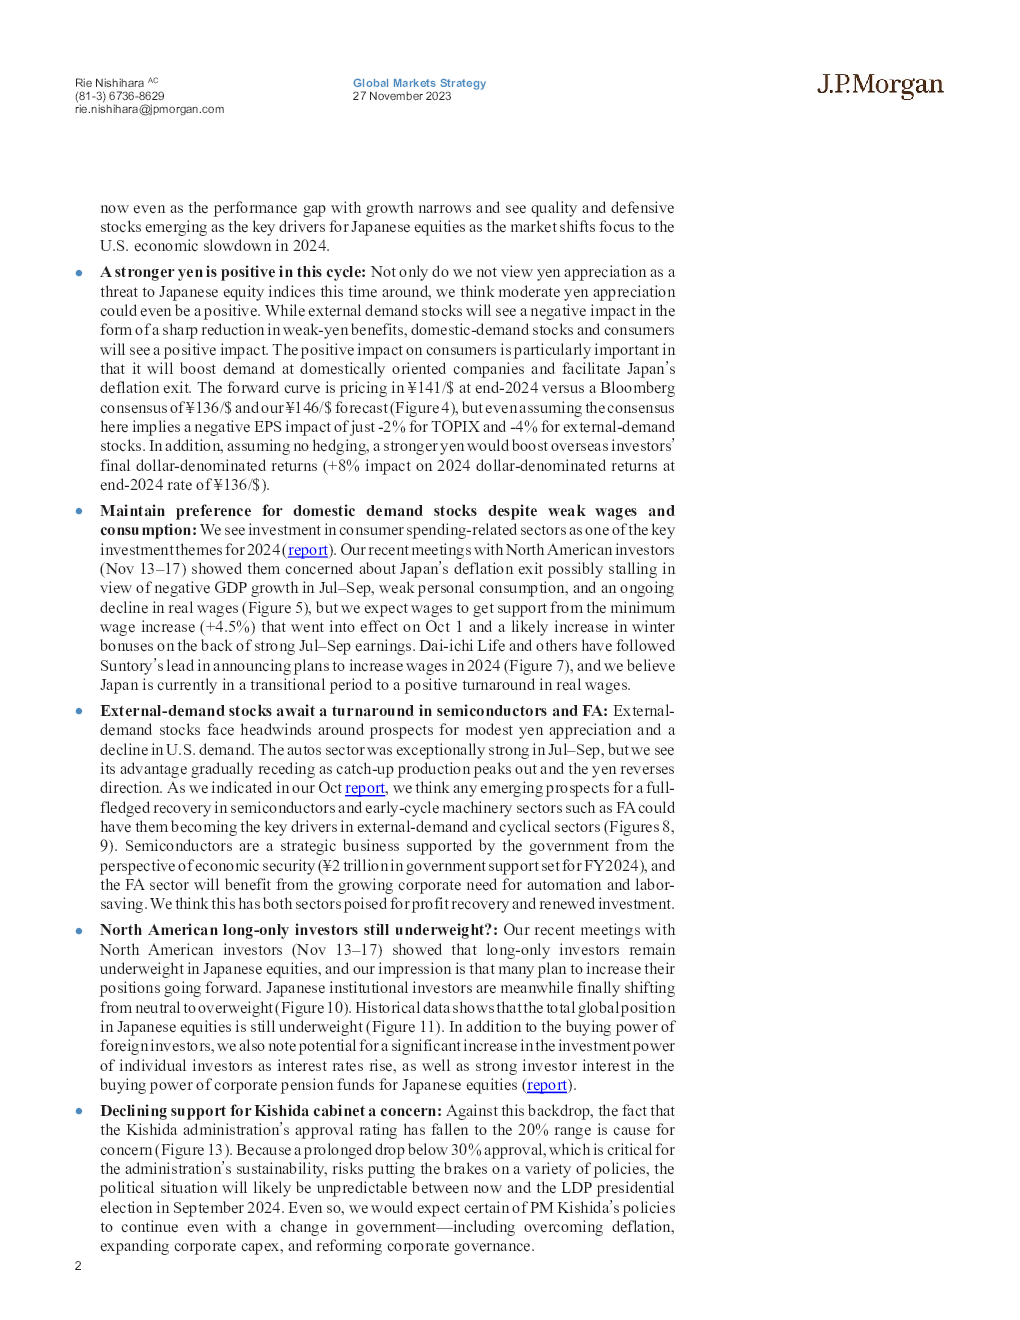 Rie Nishihara AC
(81-3) 6736-8629
rie.nishihara@jpmorgan.com
Global Markets Strategy
27 November 2023
J.P.Morgan
now even as the performance gap with growth narrows and see quality and defensive
stocks emerging as the key drivers for Japanese equities as the market shifts focus to the
U.S. economic slowdown in 2024.
● A stronger yen is positive in this cycle: Not only do we not view yen appreciation as a
threat to Japanese equity indices this time around, we think moderate yen appreciation
could even be a positive. While external demand stocks will see a negative impact in the
form of a sharp reduction in weak-yen benefits, domestic-demand stocks and consumers
will see a positive impact. The positive impact on consumers is particularly important in
that it will boost demand at domestically oriented companies and facilitate Japan's
deflation exit. The forward curve is pricing in ¥141/$ at end-2024 versus a Bloomberg
consensus of ¥136/$ and our ¥146/$ forecast (Figure 4), but even assuming the consensus
here implies a negative EPS impact of just -2% for TOPIX and -4% for external-demand
stocks. In addition, assuming no hedging, a stronger yen would boost overseas investors'
final dollar-denominated returns (+8% impact on 2024 dollar-denominated returns at
end-2024 rate of ¥136/$).
● Maintain preference for domestic demand stocks despite weak wages and
consumption: We see investment in consumer spending-related sectors as one of the key
investment themes for 2024 (report). Our recent meetings with North American investors
(Nov 13–17) showed them concerned about Japan's deflation exit possibly stalling in
view of negative GDP growth in Jul–Sep, weak personal consumption, and an ongoing
decline in real wages (Figure 5), but we expect wages to get support from the minimum
wage increase (+4.5%) that went into effect on Oct 1 and a likely increase in winter
bonuses on the back of strong Jul–Sep earnings. Dai-ichi Life and others have followed
Suntory's lead in announcing plans to increase wages in 2024 (Figure 7), and we believe
Japan is currently in a transitional period to a positive turnaround in real wages.
● External-demand stocks await a turnaround in semiconductors and FA: External-
demand stocks face headwinds around prospects for modest yen appreciation and a
decline in U.S. demand. The autos sector was exceptionally strong in Jul–Sep, but we see
its advantage gradually receding as catch-up production peaks out and the yen reverses
direction. As we indicated in our Oct report, we think any emerging prospects for a full-
fledged recovery in semiconductors and early-cycle machinery sectors such as FA could
have them becoming the key drivers in external-demand and cyclical sectors (Figures 8,
9). Semiconductors are a strategic business supported by the government from the
perspective of economic security (¥2 trillion in government support set for FY2024), and
the FA sector will benefit from the growing corporate need for automation and labor-
saving. We think this has both sectors poised for profit recovery and renewed investment.
● North American long-only investors still underweight?: Our recent meetings with
North American investors (Nov 13–17) showed that long-only investors remain
underweight in Japanese equities, and our impression is that many plan to increase their
positions going forward. Japanese institutional investors are meanwhile finally shifting
from neutral to overweight (Figure 10). Historical data shows that the total global position
in Japanese equities is still underweight (Figure 11). In addition to the buying power of
foreign investors, we also note potential for a significant increase in the investment power
of individual investors as interest rates rise, as well as strong investor interest in the
buying power of corporate pension funds for Japanese equities (report).
● Declining support for Kishida cabinet a concern: Against this backdrop, the fact that
the Kishida administration's approval rating has fallen to the 20% range is cause for
concern (Figure 13). Because a prolonged drop below 30% approval, which is critical for
the administration's sustainability, risks putting the brakes on a variety of policies, the
political situation will likely be unpredictable between now and the LDP presidential
election in September 2024. Even so, we would expect certain of PM Kishida's policies
to continue even with a change in government—including overcoming deflation,
expanding corporate capex, and reforming corporate governance.
2